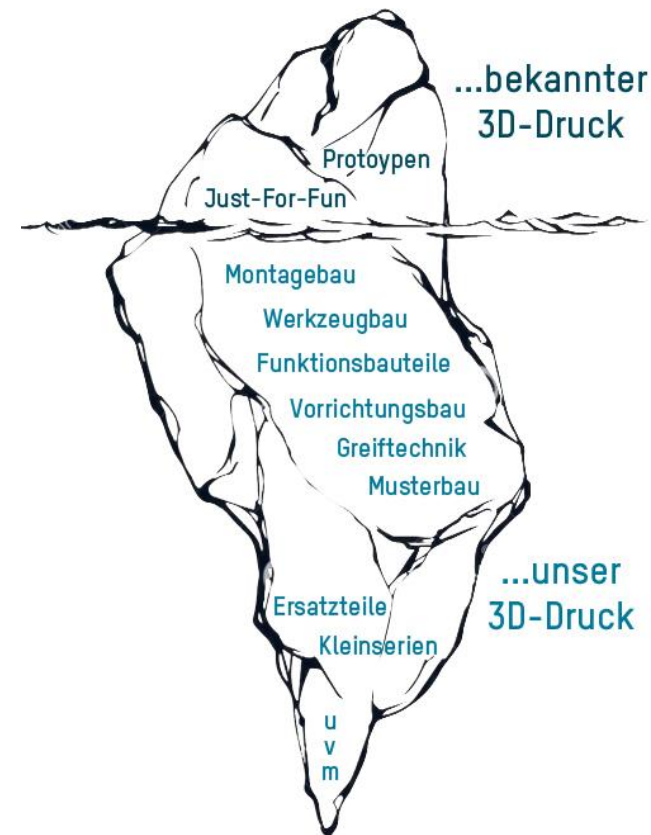 ...bekannter
3D-Druck
Protoypen
Just-For-Fun
Montagebau
Werkzeugbau
Funktionsbauteile
Vorrichtungsbau
Greiftechnik
Musterbau
...unser
3D-Druck
Ersatzteile
Kleinserien
u
v
m